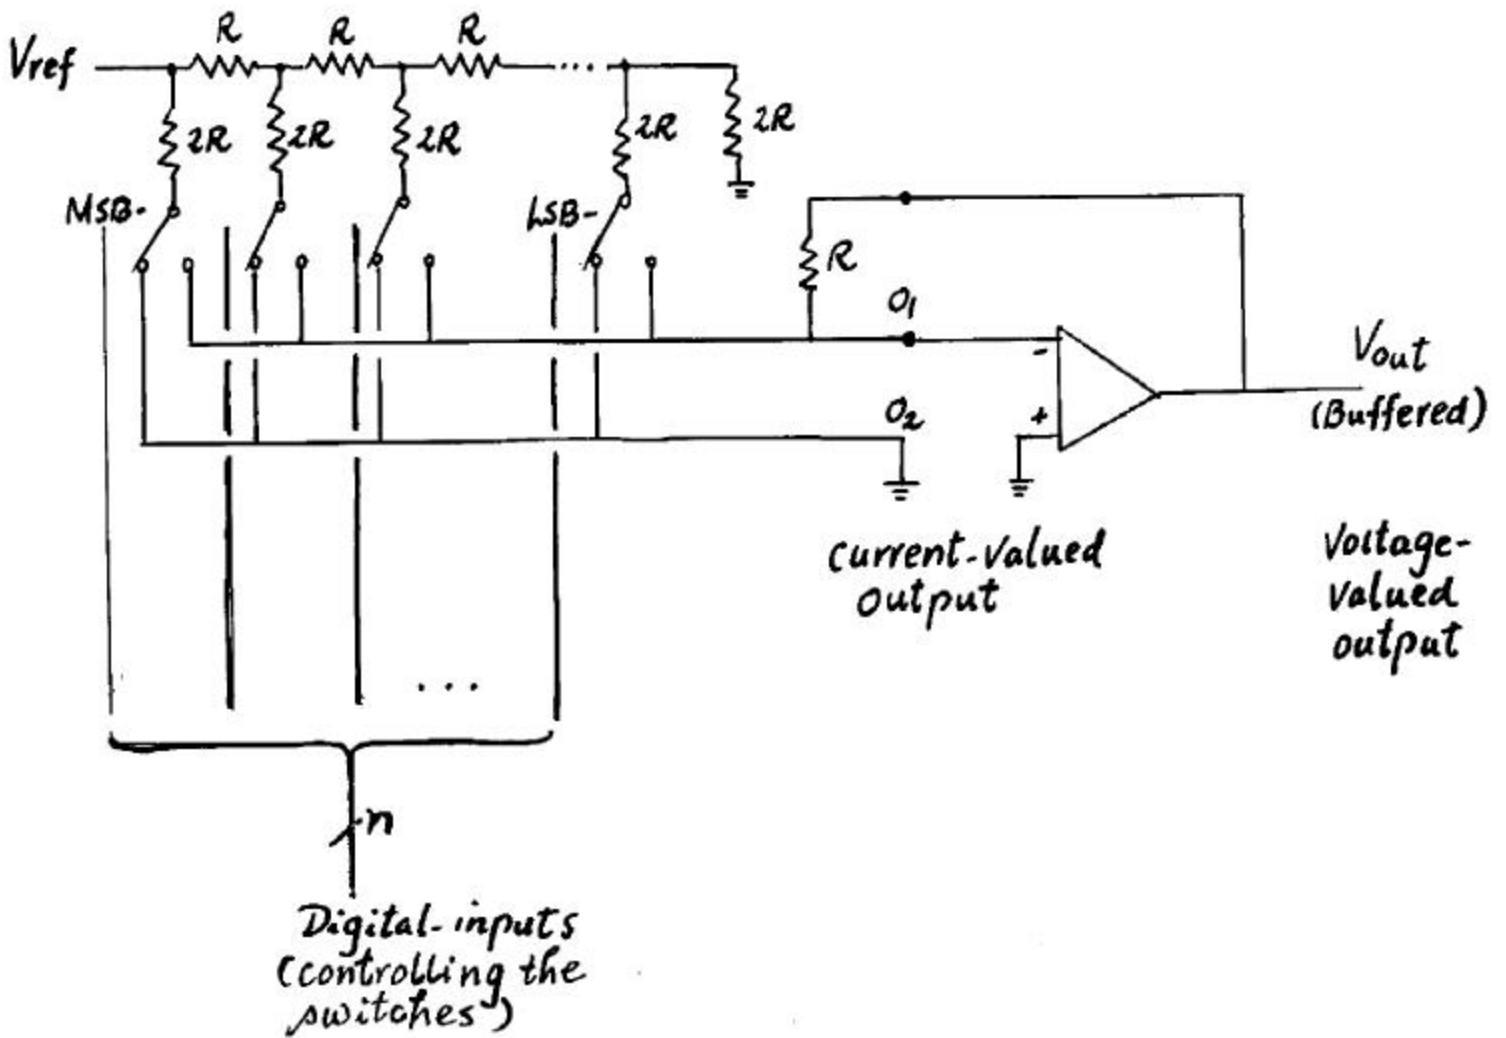 R R R
Vref
2R 2R 2R 2R 2R
MSB-
LSB-
R
O1
-
Vout
(Buffered)
O2
+
Current-Valued
Output
Voltage-
Valued
output
...
...
n
Digital-inputs
(controlling the
switches)